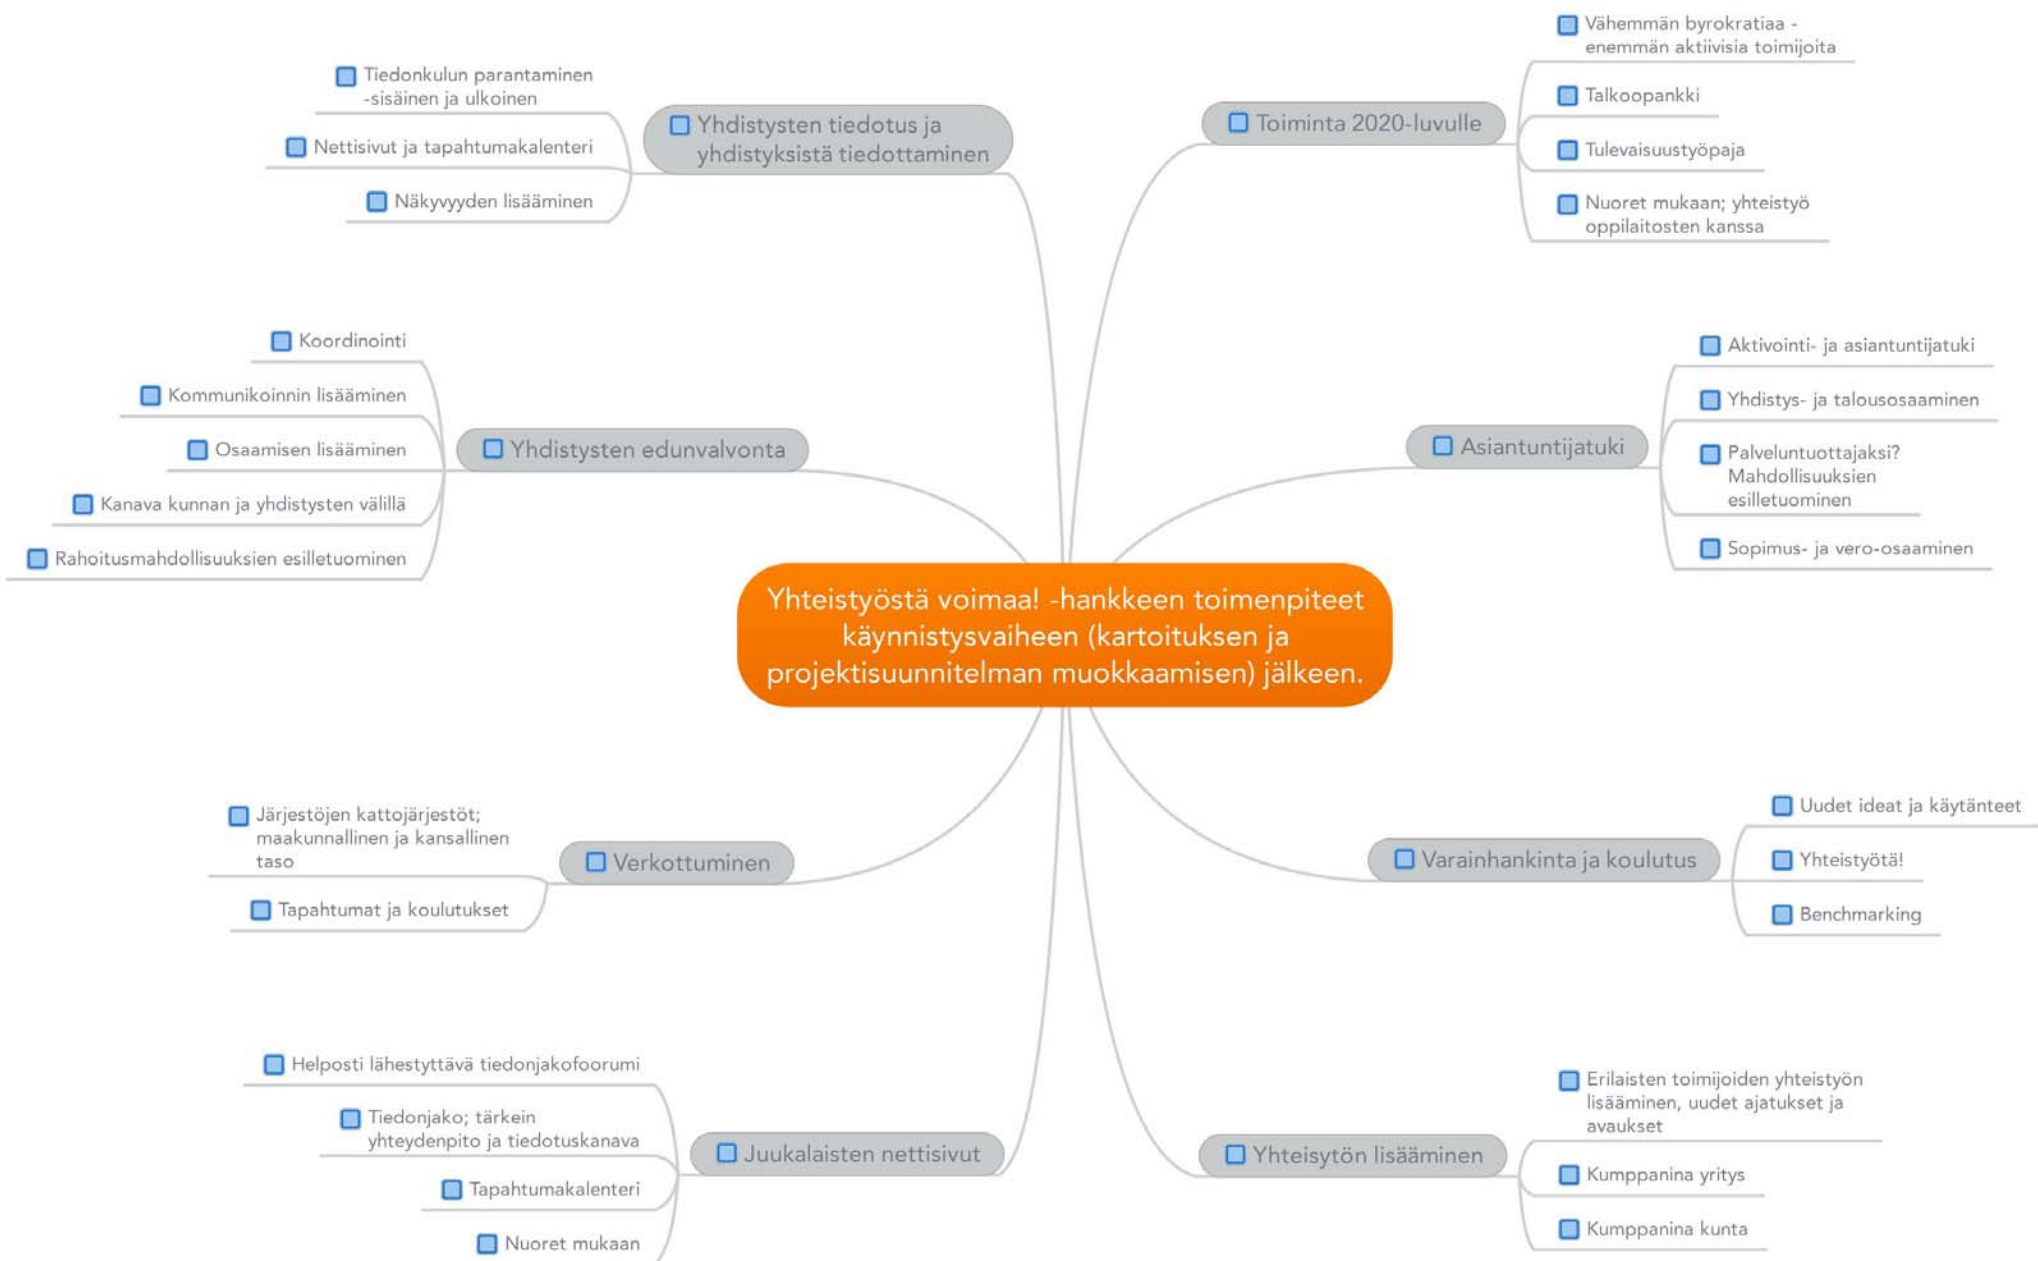 Yhteistyöstä voimaa! -hankkeen toimenpiteet
käynnistysvaiheen (kartoituksen ja
projektisuunnitelman muokkaamisen) jälkeen.
Toiminta 2020-luvulle
Vähemmän byrokratiaa -
enemmän aktiivisia toimijoita
Talkoopankki
Tulevaisuustyöpaja
Nuoret mukaan; yhteistyö
oppilaitosten kanssa
Asiantuntijatuki
Aktivointi- ja asiantuntijatuki
Yhdistys- ja talousosaaminen
Palveluntuottajaksi?
Mahdollisuuksien
esilletuominen
Sopimus- ja vero-osaaminen
Varainhankinta ja koulutus
Uudet ideat ja käytänteet
Yhteistyötä!
Benchmarking
Yhteisytön lisääminen
Erilaisten toimijoiden yhteistyön
lisääminen, uudet ajatukset ja
avaukset
Kumppanina yritys
Kumppanina kunta
Yhdistysten tiedotus ja
yhdistyksistä tiedottaminen
Tiedonkulun parantaminen
-sisäinen ja ulkoinen
Nettisivut ja tapahtumakalenteri
Näkyvyyden lisääminen
Yhdistysten edunvalvonta
Koordinointi
Kommunikoinnin lisääminen
Osaamisen lisääminen
Kanava kunnan ja yhdistysten välillä
Rahoitusmahdollisuuksien esilletuominen
Verkottuminen
Järjestöjen kattojärjestöt;
maakunnallinen ja kansallinen
taso
Tapahtumat ja koulutukset
Juukalaisten nettisivut
Helposti lähestyttävä tiedonjakofoorumi
Tiedonjako; tärkein
yhteydenpito ja tiedotuskanava
Tapahtumakalenteri
Nuoret mukaan